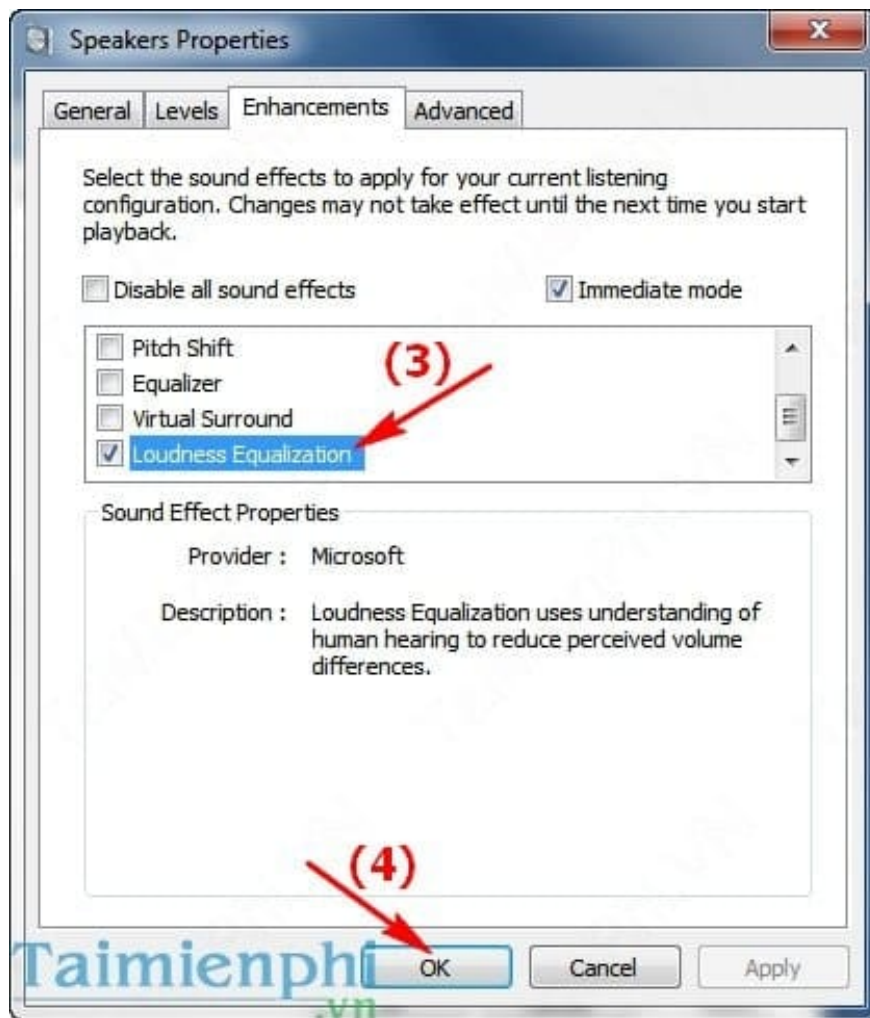 Speakers Properties
General Levels Enhancements Advanced
Select the sound effects to apply for your current listening
configuration. Changes may not take effect until the next time you start
playback.
Disable all sound effects Immediate mode
Pitch Shift
(3)
Equalizer
Virtual Surround
Loudness Equalization
Sound Effect Properties
Provider : Microsoft
Description : Loudness Equalization uses understanding of
human hearing to reduce perceived volume
differences.
(4)
Taimienphi
.vn
OK Cancel Apply